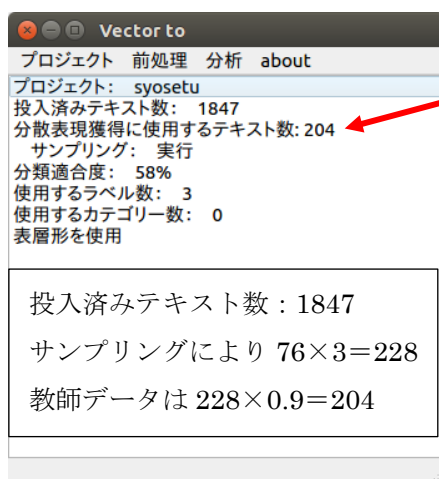 Vector to
プロジェクト 前処理 分析 about
プロジェクト: syosetu
投入済みテキスト数: 1847
分散表現獲得に使用するテキスト数: 204
サンプリング: 実行
分類適合度: 58%
使用するラベル数: 3
使用するカテゴリー数: 0
表層形を使用
投入済みテキスト数：1847
サンプリングにより 76×3＝228
教師データは 228×0.9＝204